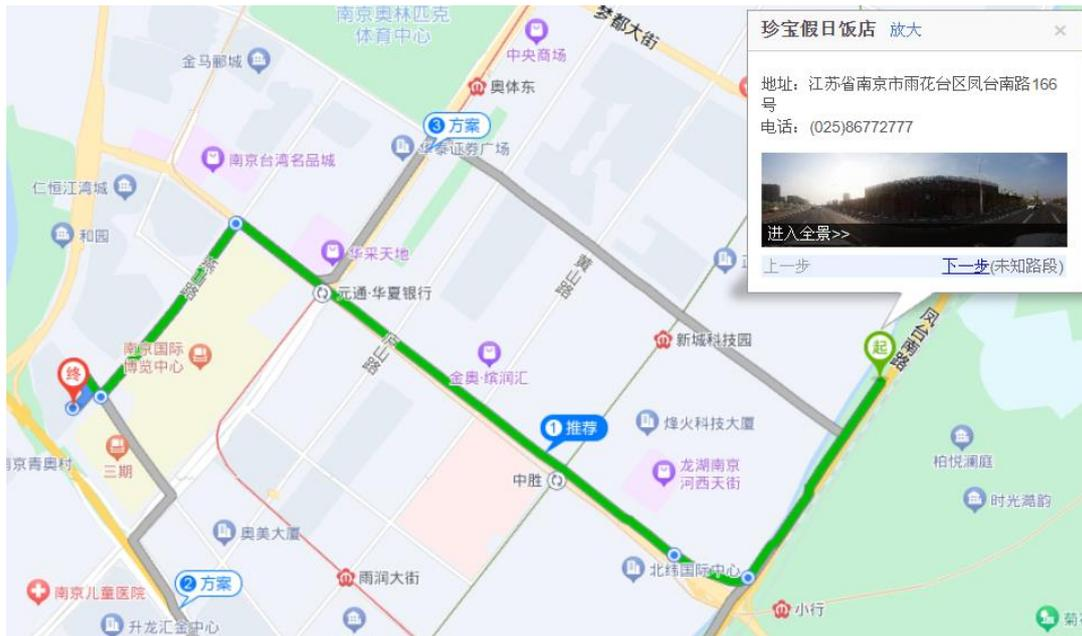 南京奥林匹克
体育中心
梦都大街
中央商场
金马郦城
奥体东
3 方案
华泰证券广场
南京台湾名品城
仁恒江湾城
和园
华采天地
燕山路
元通·华夏银行
黄山路
庐山路
新城科技园
南京国际
博览中心
终
金奥·缤润汇
1 推荐
烽火科技大厦
起
凤台南路
三期
京青奥村
中胜
龙湖南京
河西天街
柏悦澜庭
时光澔韵
奥美大厦
北纬国际中心
雨润大街
2 方案
南京儿童医院
升龙汇金中心
小行
珍宝假日饭店 放大
地址：江苏省南京市雨花台区凤台南路166
号
电话：(025)86772777
进入全景>>
上一步 下一步(未知路段)